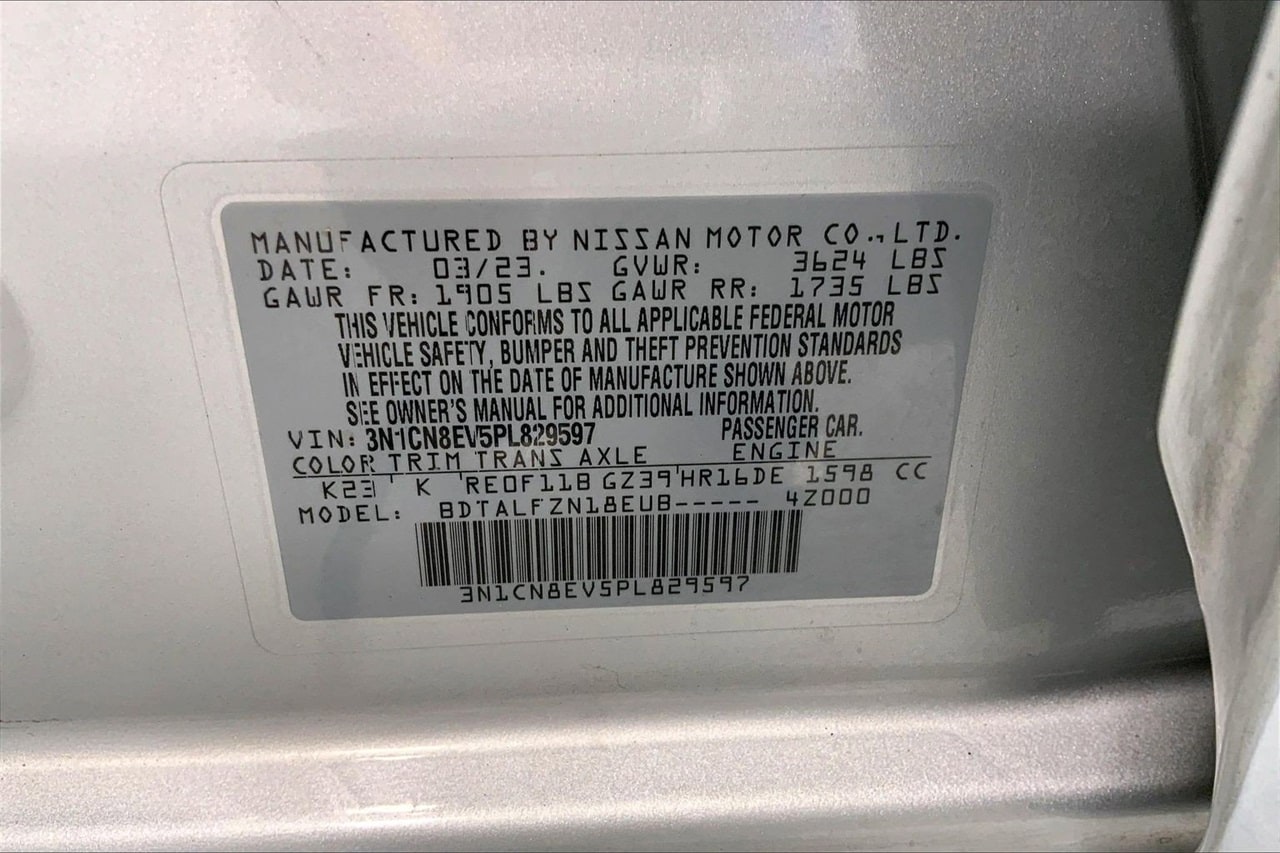 MANUFACTURED BY NISSAN MOTOR CO., LTD.
DATE: 03/23. GVWR: 3624 LBS
GAWR FR: 1905 LBS GAWR RR: 1735 LBS
THIS VEHICLE CONFORMS TO ALL APPLICABLE FEDERAL MOTOR
VEHICLE SAFETY, BUMPER AND THEFT PREVENTION STANDARDS
IN EFFECT ON THE DATE OF MANUFACTURE SHOWN ABOVE.
SEE OWNER'S MANUAL FOR ADDITIONAL INFORMATION.
VIN: 3N1CN8EV5PL829597 PASSENGER CAR.
COLOR TRIM TRANS AXLE ENGINE
K23 K RE0F11B GZ39 HR16DE 1598 CC
MODEL: BDTALFZN18EUB----- 4Z000
3N1CN8EV5PL829597